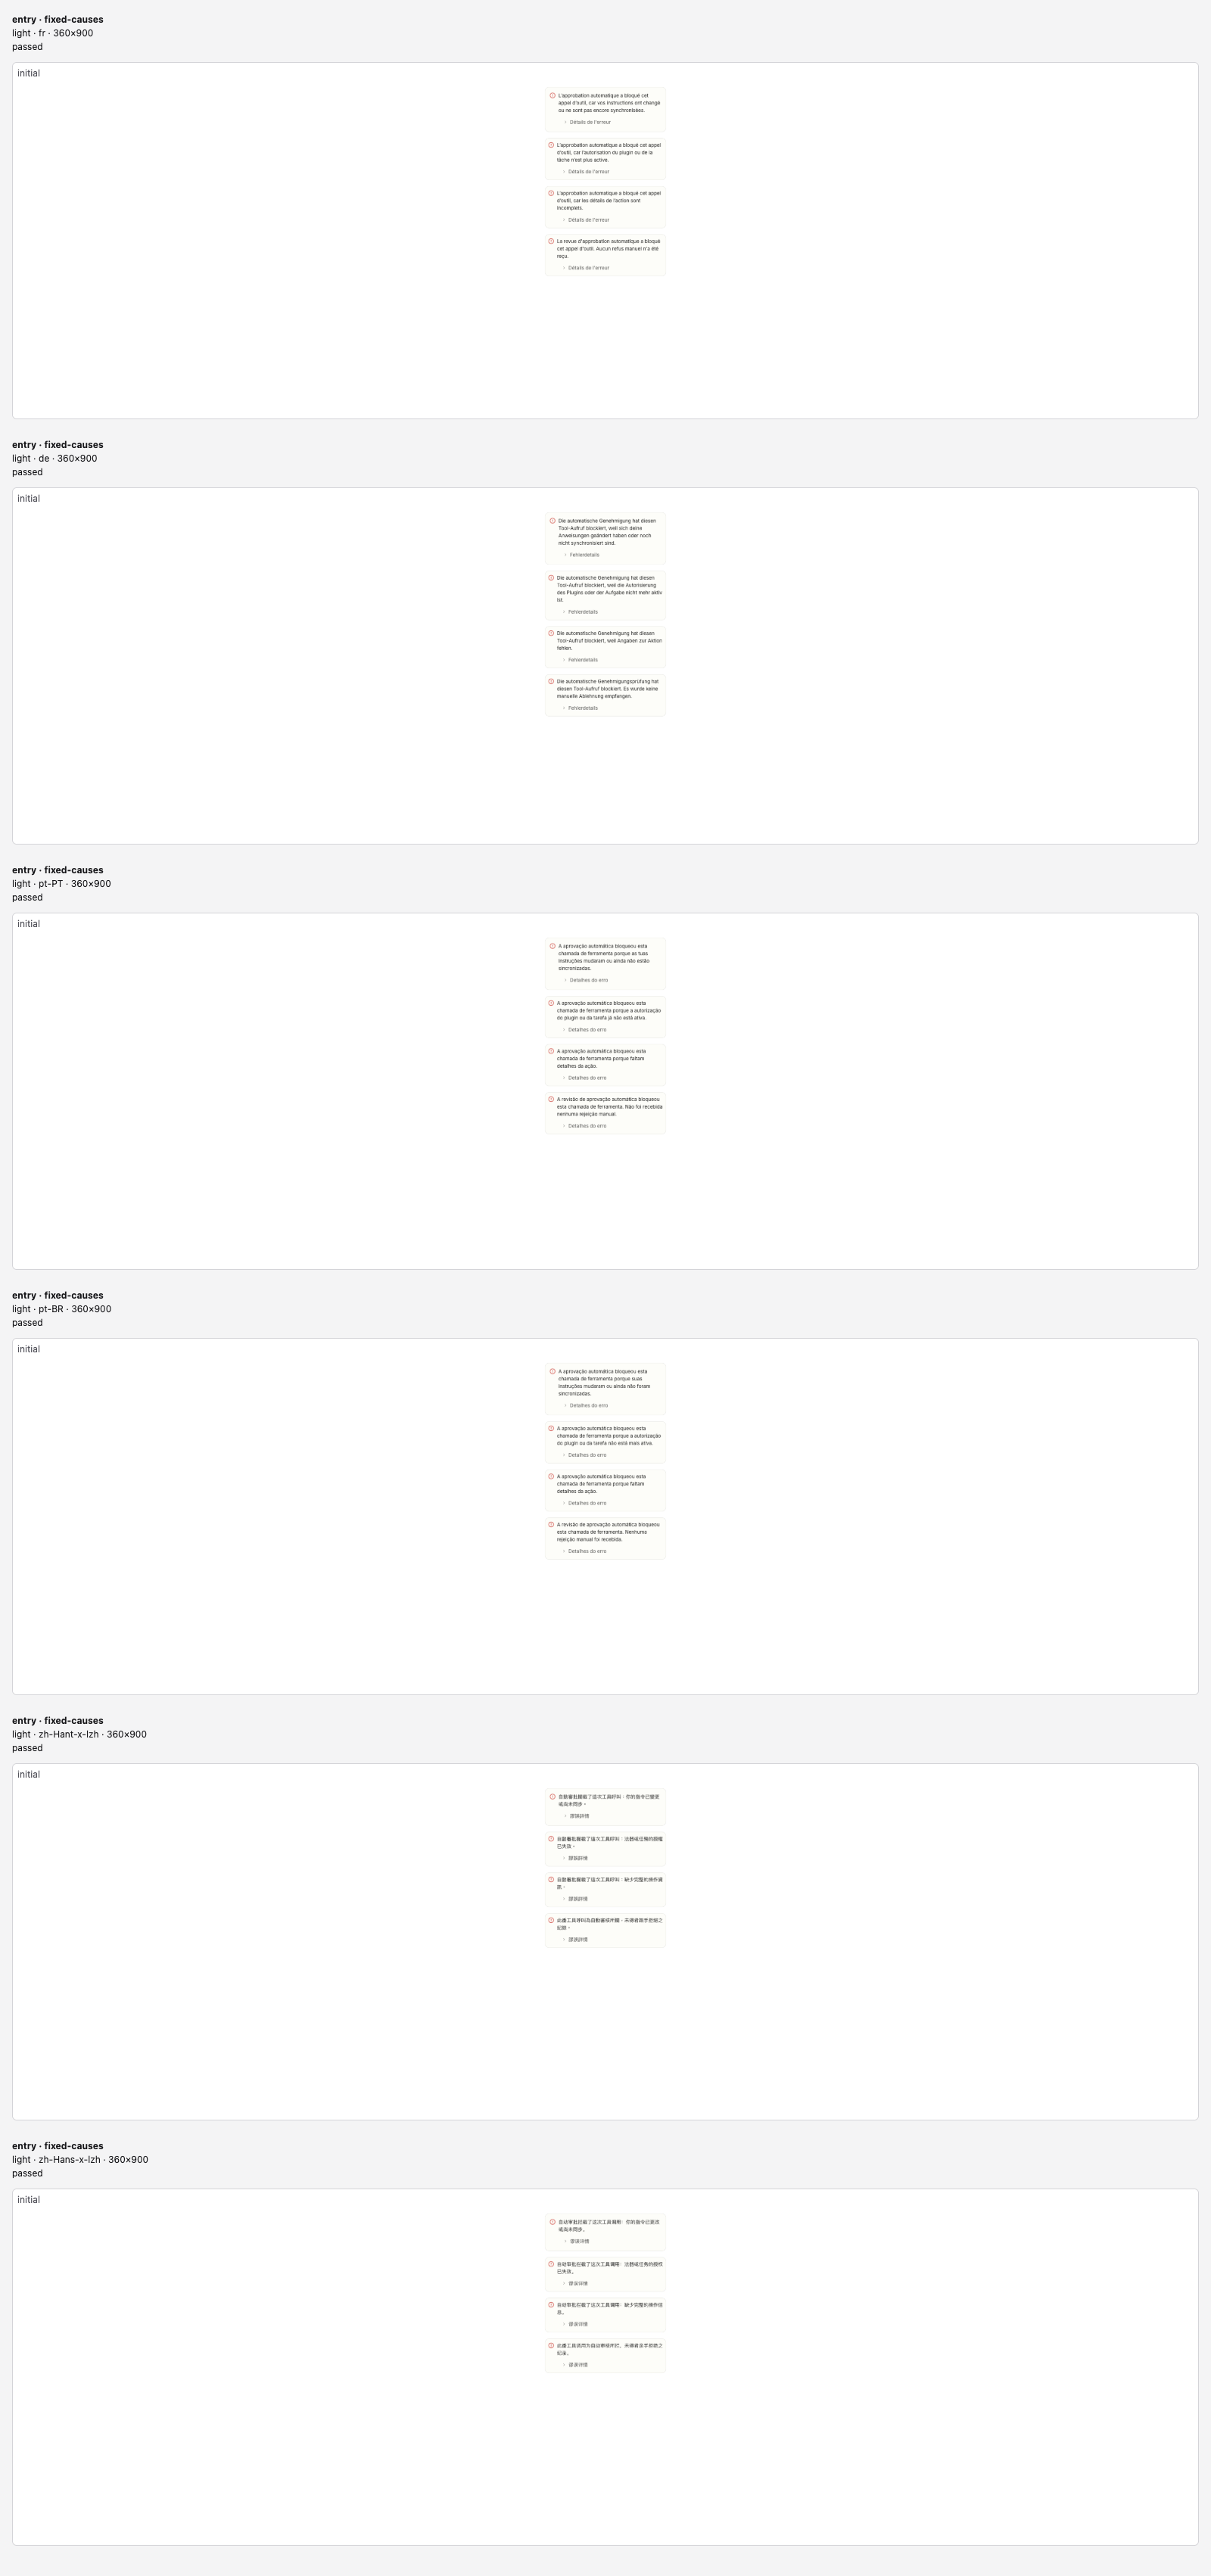 entry · fixed-causes
light · fr · 360×900
passed
initial
L'approbation automatique a bloqué cet
appel d'outil, car vos instructions ont changé
ou ne sont pas encore synchronisées.
Détails de l'erreur
L'approbation automatique a bloqué cet appel
d'outil, car l'autorisation du plugin ou de la
tâche n'est plus active.
Détails de l'erreur
L'approbation automatique a bloqué cet appel
d'outil, car les détails de l'action sont
incomplets.
Détails de l'erreur
La revue d'approbation automatique a bloqué
cet appel d'outil. Aucun refus manuel n'a été
reçu.
Détails de l'erreur
entry · fixed-causes
light · de · 360×900
passed
initial
Die automatische Genehmigung hat diesen
Tool-Aufruf blockiert, weil sich deine
Anweisungen geändert haben oder noch
nicht synchronisiert sind.
Fehlerdetails
Die automatische Genehmigung hat diesen
Tool-Aufruf blockiert, weil die Autorisierung
des Plugins oder der Aufgabe nicht mehr aktiv
ist.
Fehlerdetails
Die automatische Genehmigung hat diesen
Tool-Aufruf blockiert, weil Angaben zur Aktion
fehlen.
Fehlerdetails
Die automatische Genehmigungsprüfung hat
diesen Tool-Aufruf blockiert. Es wurde keine
manuelle Ablehnung empfangen.
Fehlerdetails
entry · fixed-causes
light · pt-PT · 360×900
passed
initial
A aprovação automática bloqueou esta
chamada de ferramenta porque as tuas
instruções mudaram ou ainda não estão
sincronizadas.
Detalhes do erro
A aprovação automática bloqueou esta
chamada de ferramenta porque a autorização
do plugin ou da tarefa já não está ativa.
Detalhes do erro
A aprovação automática bloqueou esta
chamada de ferramenta porque faltam
detalhes da ação.
Detalhes do erro
A revisão de aprovação automática bloqueou
esta chamada de ferramenta. Não foi recebida
nenhuma rejeição manual.
Detalhes do erro
entry · fixed-causes
light · pt-BR · 360×900
passed
initial
A aprovação automática bloqueou esta
chamada de ferramenta porque suas
instruções mudaram ou ainda não foram
sincronizadas.
Detalhes do erro
A aprovação automática bloqueou esta
chamada de ferramenta porque a autorização
do plugin ou da tarefa não está mais ativa.
Detalhes do erro
A aprovação automática bloqueou esta
chamada de ferramenta porque faltam
detalhes da ação.
Detalhes do erro
A revisão de aprovação automática bloqueou
esta chamada de ferramenta. Nenhuma
rejeição manual foi recebida.
Detalhes do erro
entry · fixed-causes
light · zh-Hant-x-lzh · 360×900
passed
initial
或尚未同步。
已失效。
entry · fixed-causes
light · zh-Hans-x-lzh · 360×900
passed
initial
或尚未同步。
已失效。